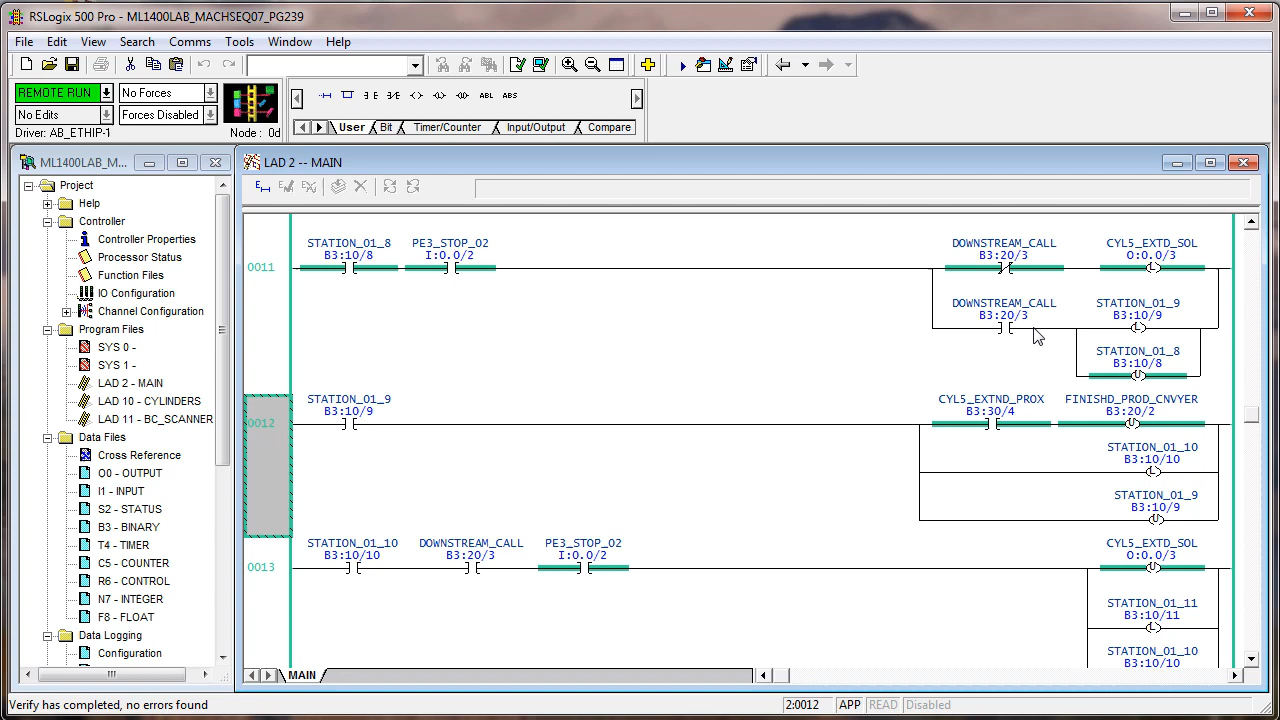 RSLogix 500 Pro - ML1400LAB_MACHSEQ07_PG239
File Edit View Search Comms Tools Window Help
REMOTE RUN No Forces
No Edits Forces Disabled
Driver: AB_ETHIP-1 Node : 0d
ABL ABS
User Bit Timer/Counter Input/Output Compare
ML1400LAB_M...
Project
Help
Controller
Controller Properties
Processor Status
Function Files
IO Configuration
Channel Configuration
Program Files
SYS 0 -
SYS 1 -
LAD 2 - MAIN
LAD 10 - CYLINDERS
LAD 11 - BC_SCANNER
Data Files
Cross Reference
O0 - OUTPUT
I1 - INPUT
S2 - STATUS
B3 - BINARY
T4 - TIMER
C5 - COUNTER
R6 - CONTROL
N7 - INTEGER
F8 - FLOAT
Data Logging
Configuration
LAD 2 -- MAIN
STATION_01_8 PE3_STOP_02 DOWNSTREAM_CALL CYL5_EXTD_SOL
B3:10/8 I:0.0/2 B3:20/3 O:0.0/3
0011 L
DOWNSTREAM_CALL STATION_01_9
B3:20/3 B3:10/9
L
STATION_01_8
B3:10/8
U
STATION_01_9 CYL5_EXTND_PROX FINISHD_PROD_CNVYER
B3:10/9 B3:30/4 B3:20/2
0012 U
STATION_01_10
B3:10/10
L
STATION_01_9
B3:10/9
U
STATION_01_10 DOWNSTREAM_CALL PE3_STOP_02 CYL5_EXTD_SOL
B3:10/10 B3:20/3 I:0.0/2 O:0.0/3
0013 U
STATION_01_11
B3:10/11
L
STATION_01_10
B3:10/10
MAIN
Verify has completed, no errors found 2:0012 APP READ Disabled